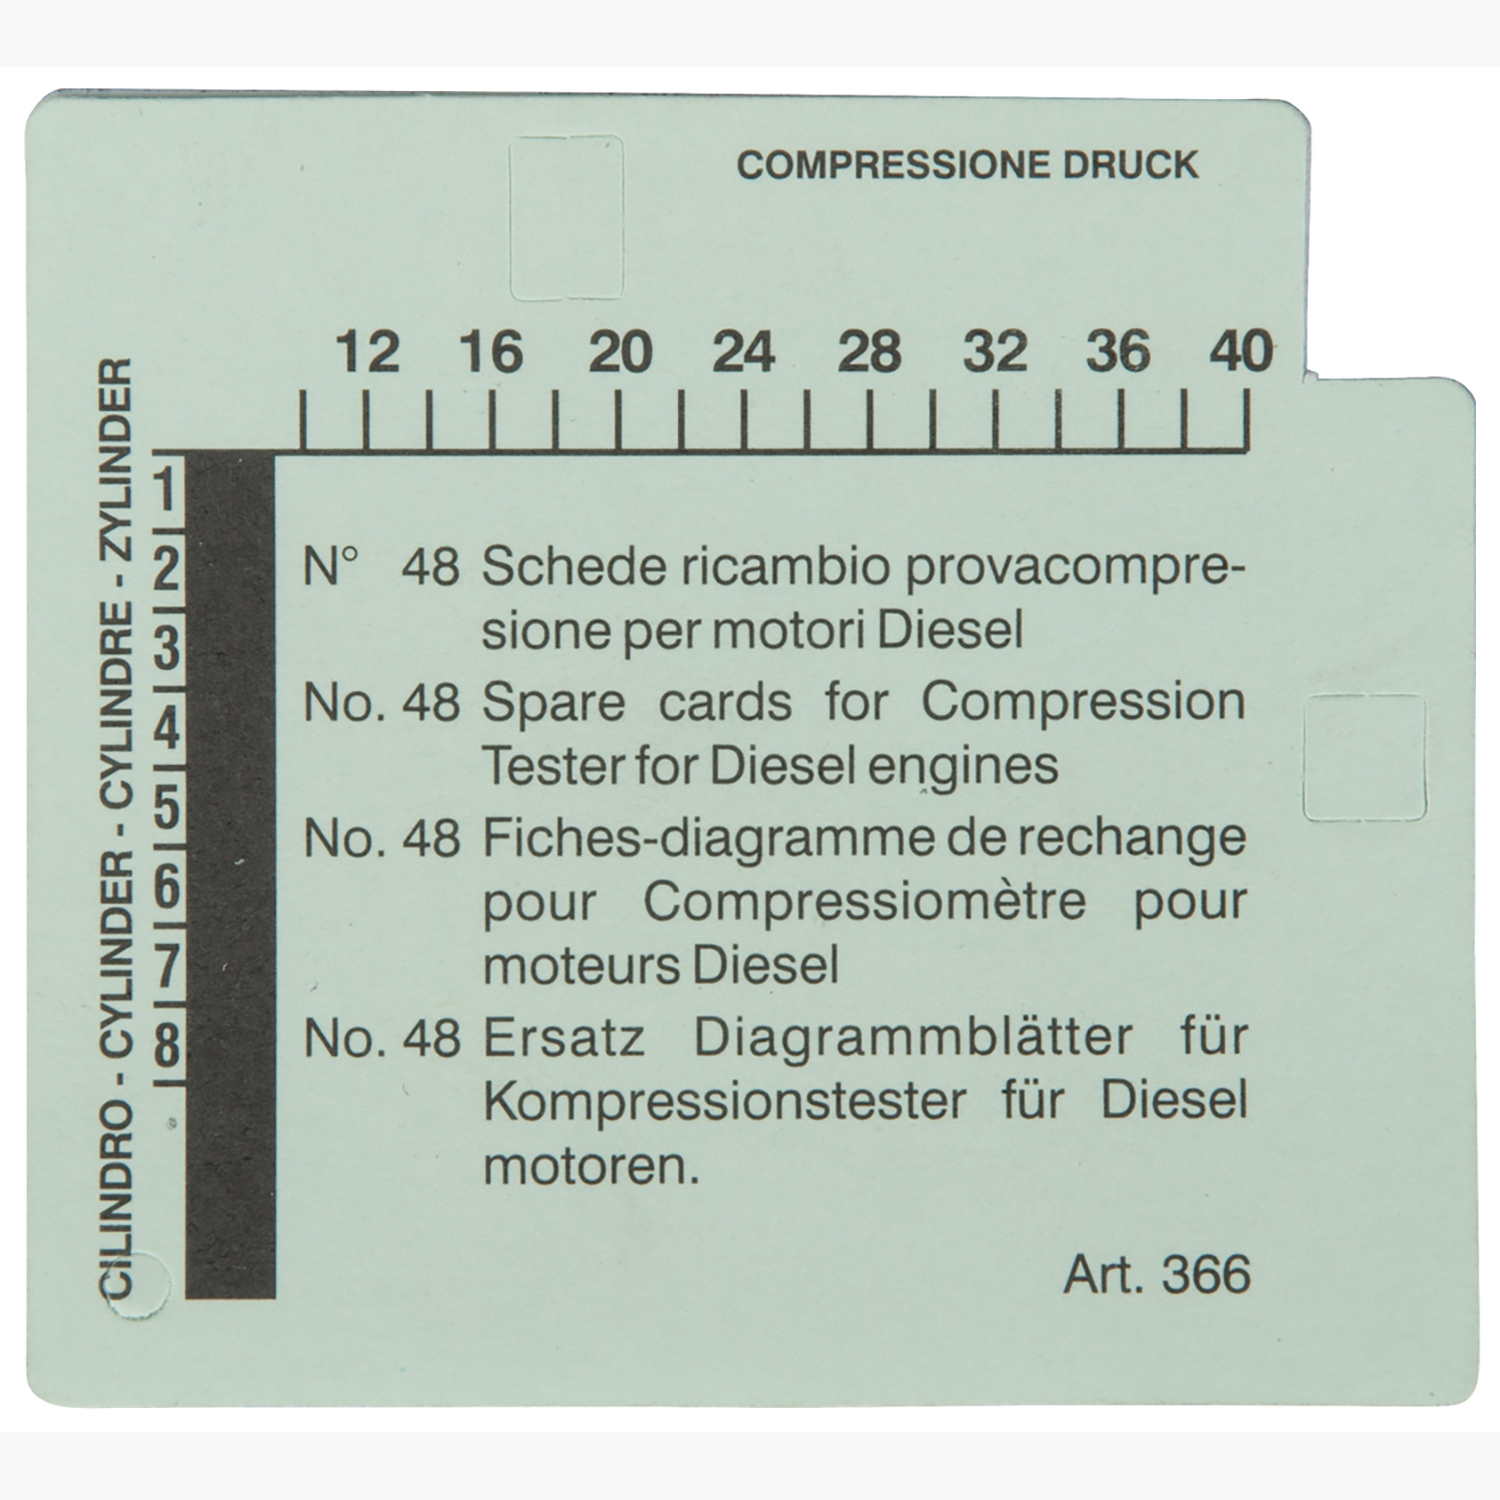 COMPRESSIONE DRUCK
12 16 20 24 28 32 36 40
CILINDRO - CYLINDER - CYLINDRE - ZYLINDER
1
2
3
4
5
6
7
8
N° 48 Schede ricambio provacompre-
sione per motori Diesel
No. 48 Spare cards for Compression
Tester for Diesel engines
No. 48 Fiches-diagramme de rechange
pour Compressiomètre pour
moteurs Diesel
No. 48 Ersatz Diagrammblätter für
Kompressionstester für Diesel
motoren.
Art. 366